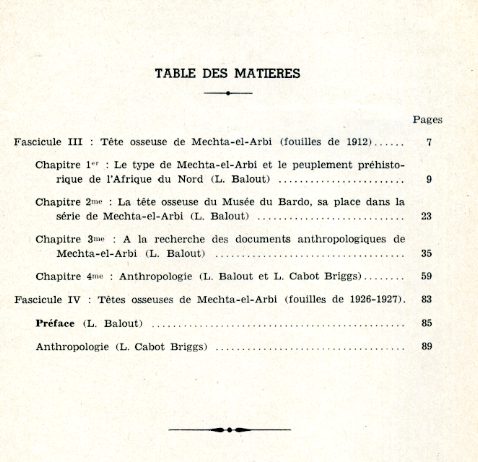 TABLE DES MATIERES
Pages
Fascicule III : Tête osseuse de Mechta-el-Arbi (fouilles de 1912)...... 7
Chapitre 1er : Le type de Mechta-el-Arbi et le peuplement préhisto-
rique de l'Afrique du Nord (L. Balout) ........................ 9
Chapitre 2me : La tête osseuse du Musée du Bardo, sa place dans la
série de Mechta-el-Arbi (L. Balout) ............................ 23
Chapitre 3me : A la recherche des documents anthropologiques de
Mechta-el-Arbi (L. Balout) .................................... 35
Chapitre 4me : Anthropologie (L. Balout et L. Cabot Briggs)........ 59
Fascicule IV : Têtes osseuses de Mechta-el-Arbi (fouilles de 1926-1927). 83
Préface (L. Balout) ................................................ 85
Anthropologie (L. Cabot Briggs) .................................... 89